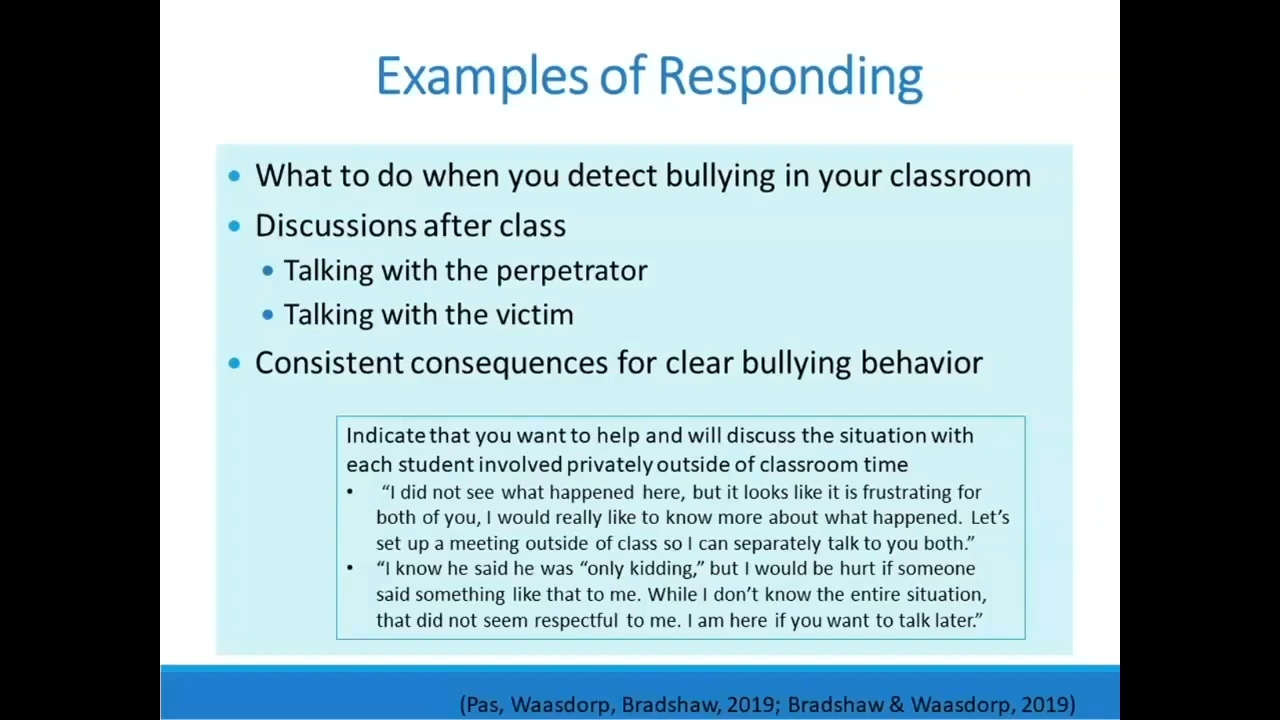 Examples of Responding
• What to do when you detect bullying in your classroom
• Discussions after class
• Talking with the perpetrator
• Talking with the victim
• Consistent consequences for clear bullying behavior
Indicate that you want to help and will discuss the situation with
each student involved privately outside of classroom time
• “I did not see what happened here, but it looks like it is frustrating for
both of you, I would really like to know more about what happened. Let’s
set up a meeting outside of class so I can separately talk to you both.”
• “I know he said he was “only kidding,” but I would be hurt if someone
said something like that to me. While I don’t know the entire situation,
that did not seem respectful to me. I am here if you want to talk later.”
(Pas, Waasdorp, Bradshaw, 2019; Bradshaw & Waasdorp, 2019)